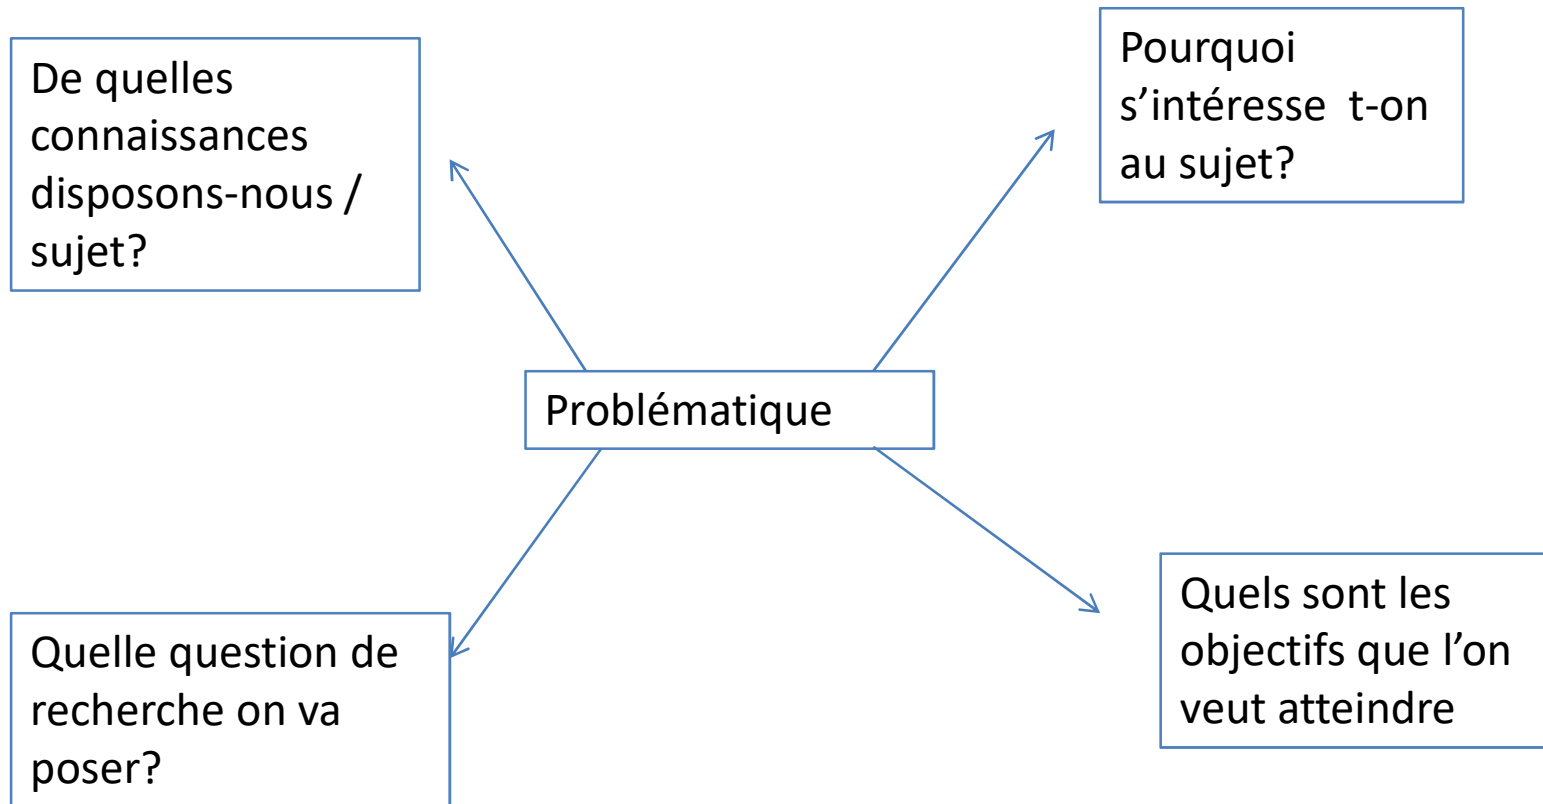 De quelles
connaissances
disposons-nous /
sujet?
Pourquoi
s’intéresse  t-on
au sujet?
Problématique
Quelle question de
recherche on va
poser?
Quels sont les
objectifs que l’on
veut atteindre